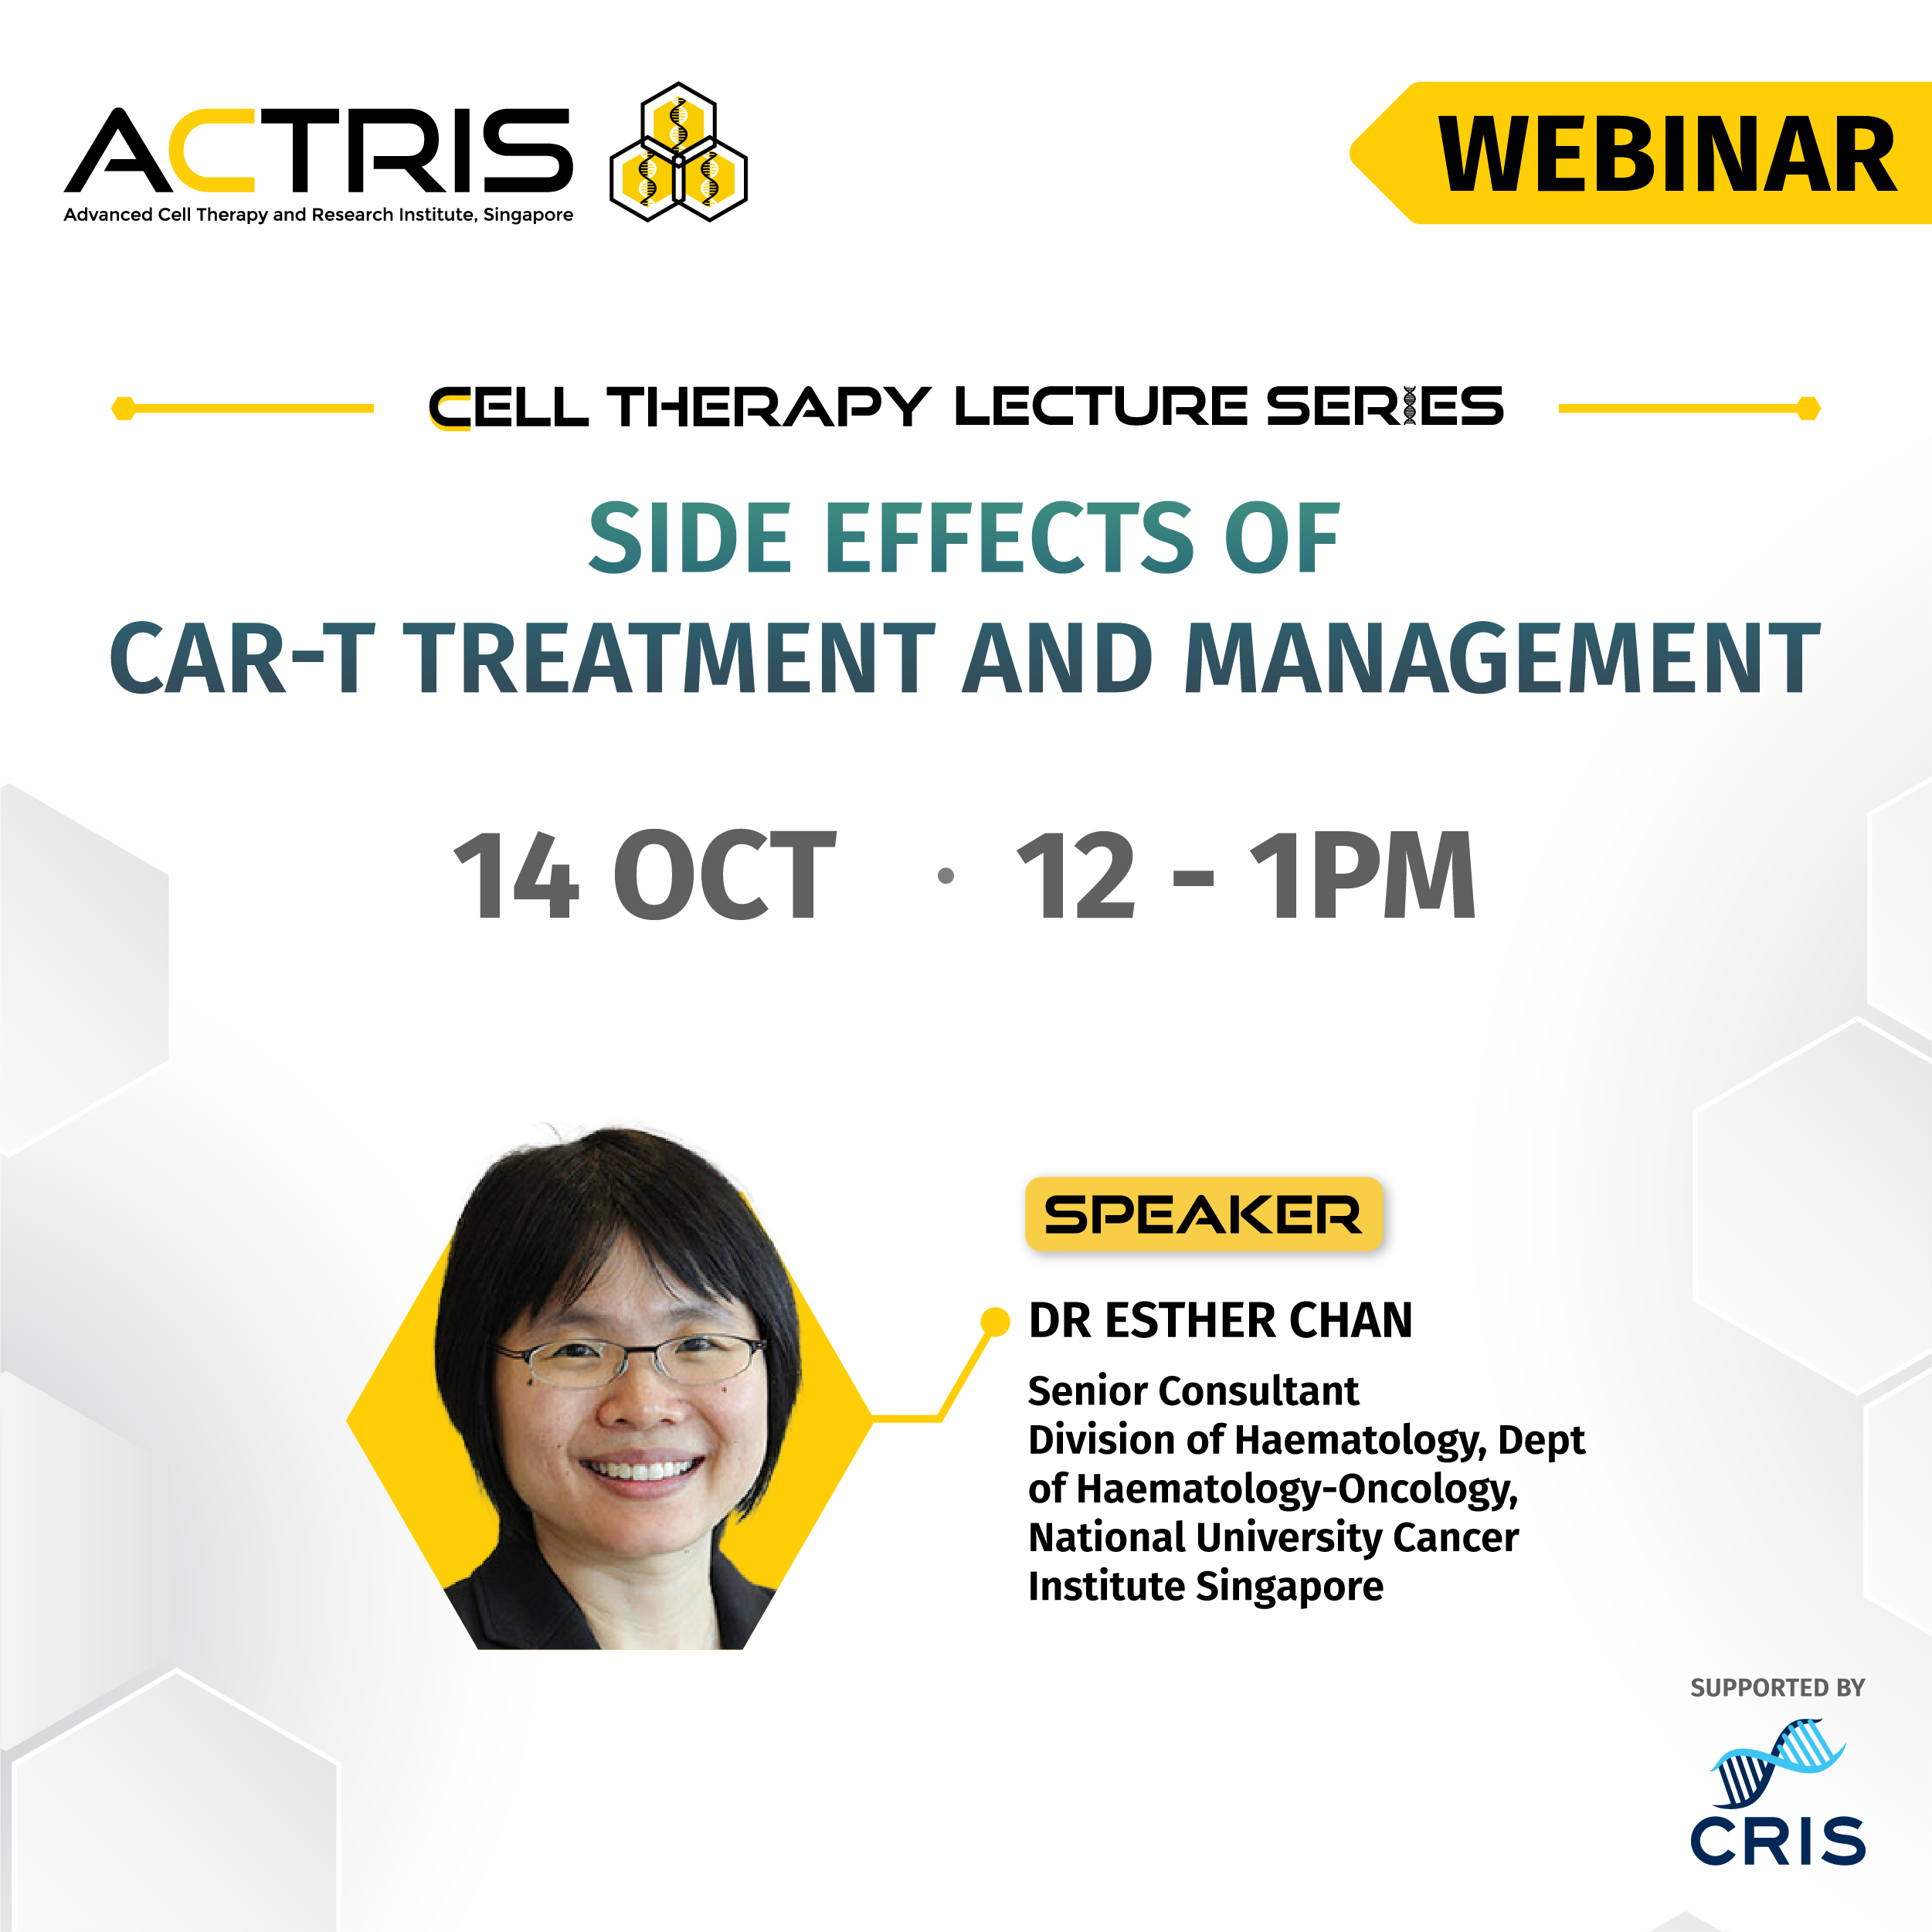 ACTRIS
Advanced Cell Therapy and Research Institute, Singapore
WEBINAR
CELL THERAPY LECTURE SERIES
SIDE EFFECTS OF
CAR-T TREATMENT AND MANAGEMENT
14 OCT · 12 - 1PM
SPEAKER
DR ESTHER CHAN
Senior Consultant
Division of Haematology, Dept
of Haematology-Oncology,
National University Cancer
Institute Singapore
SUPPORTED BY
CRIS